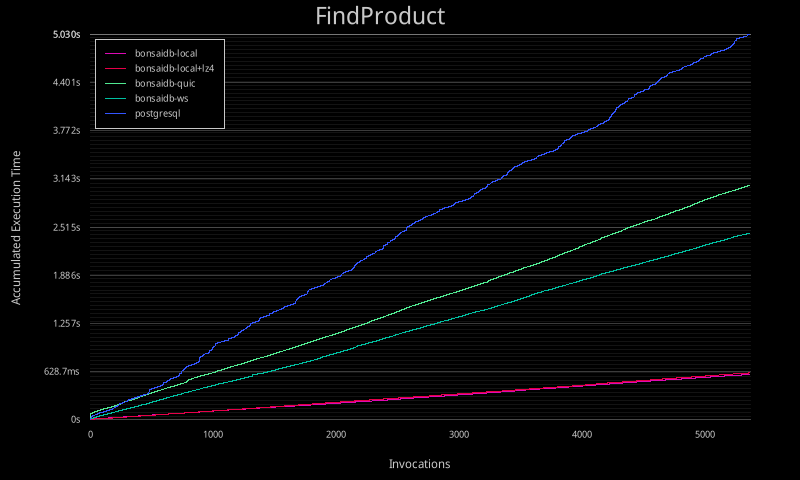 FindProduct
5.030s
bonsaidb-local
bonsaidb-local+lz4
bonsaidb-quic
bonsaidb-ws
postgresql
4.401s
3.772s
3.143s
2.515s
1.886s
1.257s
628.7ms
0s
Accumulated Execution Time
0 1000 2000 3000 4000 5000
Invocations